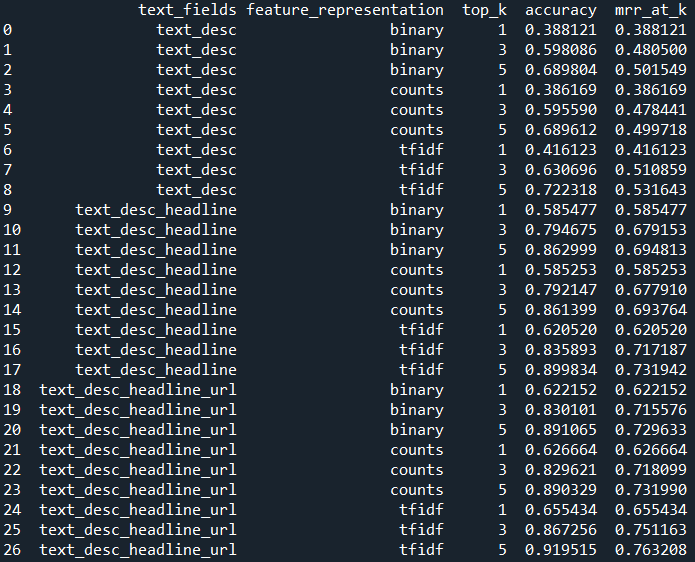 text_fields feature_representation top_k accuracy mrr_at_k
0 text_desc binary 1 0.388121 0.388121
1 text_desc binary 3 0.598086 0.480500
2 text_desc binary 5 0.689804 0.501549
3 text_desc counts 1 0.386169 0.386169
4 text_desc counts 3 0.595590 0.478441
5 text_desc counts 5 0.689612 0.499718
6 text_desc tfidf 1 0.416123 0.416123
7 text_desc tfidf 3 0.630696 0.510859
8 text_desc tfidf 5 0.722318 0.531643
9 text_desc_headline binary 1 0.585477 0.585477
10 text_desc_headline binary 3 0.794675 0.679153
11 text_desc_headline binary 5 0.862999 0.694813
12 text_desc_headline counts 1 0.585253 0.585253
13 text_desc_headline counts 3 0.792147 0.677910
14 text_desc_headline counts 5 0.861399 0.693764
15 text_desc_headline tfidf 1 0.620520 0.620520
16 text_desc_headline tfidf 3 0.835893 0.717187
17 text_desc_headline tfidf 5 0.899834 0.731942
18 text_desc_headline_url binary 1 0.622152 0.622152
19 text_desc_headline_url binary 3 0.830101 0.715576
20 text_desc_headline_url binary 5 0.891065 0.729633
21 text_desc_headline_url counts 1 0.626664 0.626664
22 text_desc_headline_url counts 3 0.829621 0.718099
23 text_desc_headline_url counts 5 0.890329 0.731990
24 text_desc_headline_url tfidf 1 0.655434 0.655434
25 text_desc_headline_url tfidf 3 0.867256 0.751163
26 text_desc_headline_url tfidf 5 0.919515 0.763208